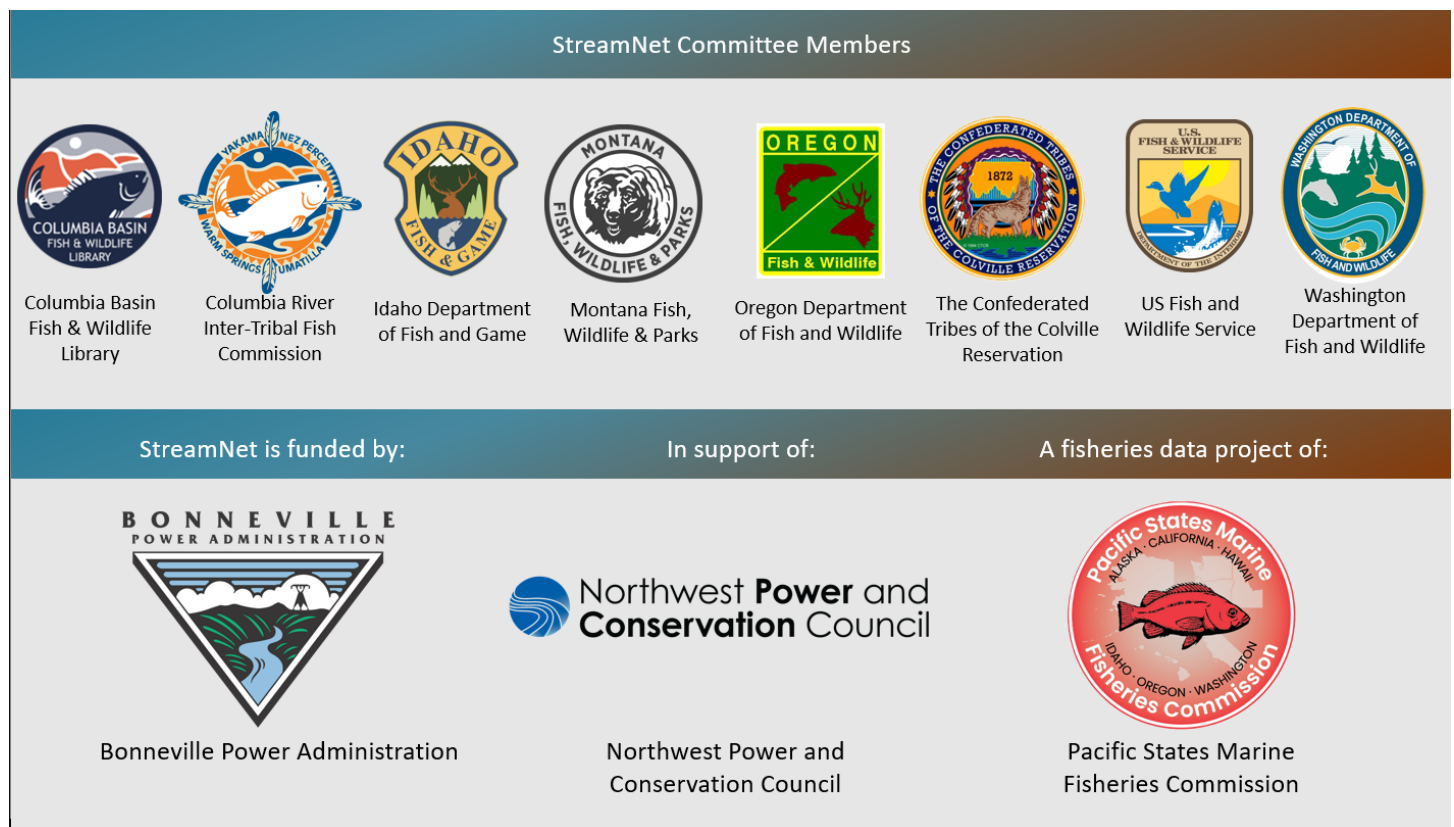 StreamNet Committee Members
COLUMBIA BASIN
FISH & WILDLIFE
LIBRARY
YAKAMA
NEZ PERCE
WARM SPRINGS
UMATILLA
IDAHO
FISH & GAME
MONTANA
FISH, WILDLIFE & PARKS
OREGON
Fish & Wildlife
THE CONFEDERATED TRIBES
OF THE COLVILLE RESERVATION
1872
U.S.
FISH & WILDLIFE
SERVICE
DEPARTMENT OF THE INTERIOR
WASHINGTON DEPARTMENT OF
FISH AND WILDLIFE
Columbia Basin
Fish & Wildlife
Library
Columbia River
Inter-Tribal Fish
Commission
Idaho Department
of Fish and Game
Montana Fish,
Wildlife & Parks
Oregon Department
of Fish and Wildlife
The Confederated
Tribes of the Colville
Reservation
US Fish and
Wildlife Service
Washington
Department of
Fish and Wildlife
StreamNet is funded by:
In support of:
A fisheries data project of:
BONNEVILLE
POWER ADMINISTRATION
Northwest Power and
Conservation Council
Pacific States Marine
ALASKA · CALIFORNIA · HAWAII
IDAHO · OREGON · WASHINGTON
Fisheries Commission
Bonneville Power Administration
Northwest Power and
Conservation Council
Pacific States Marine
Fisheries Commission